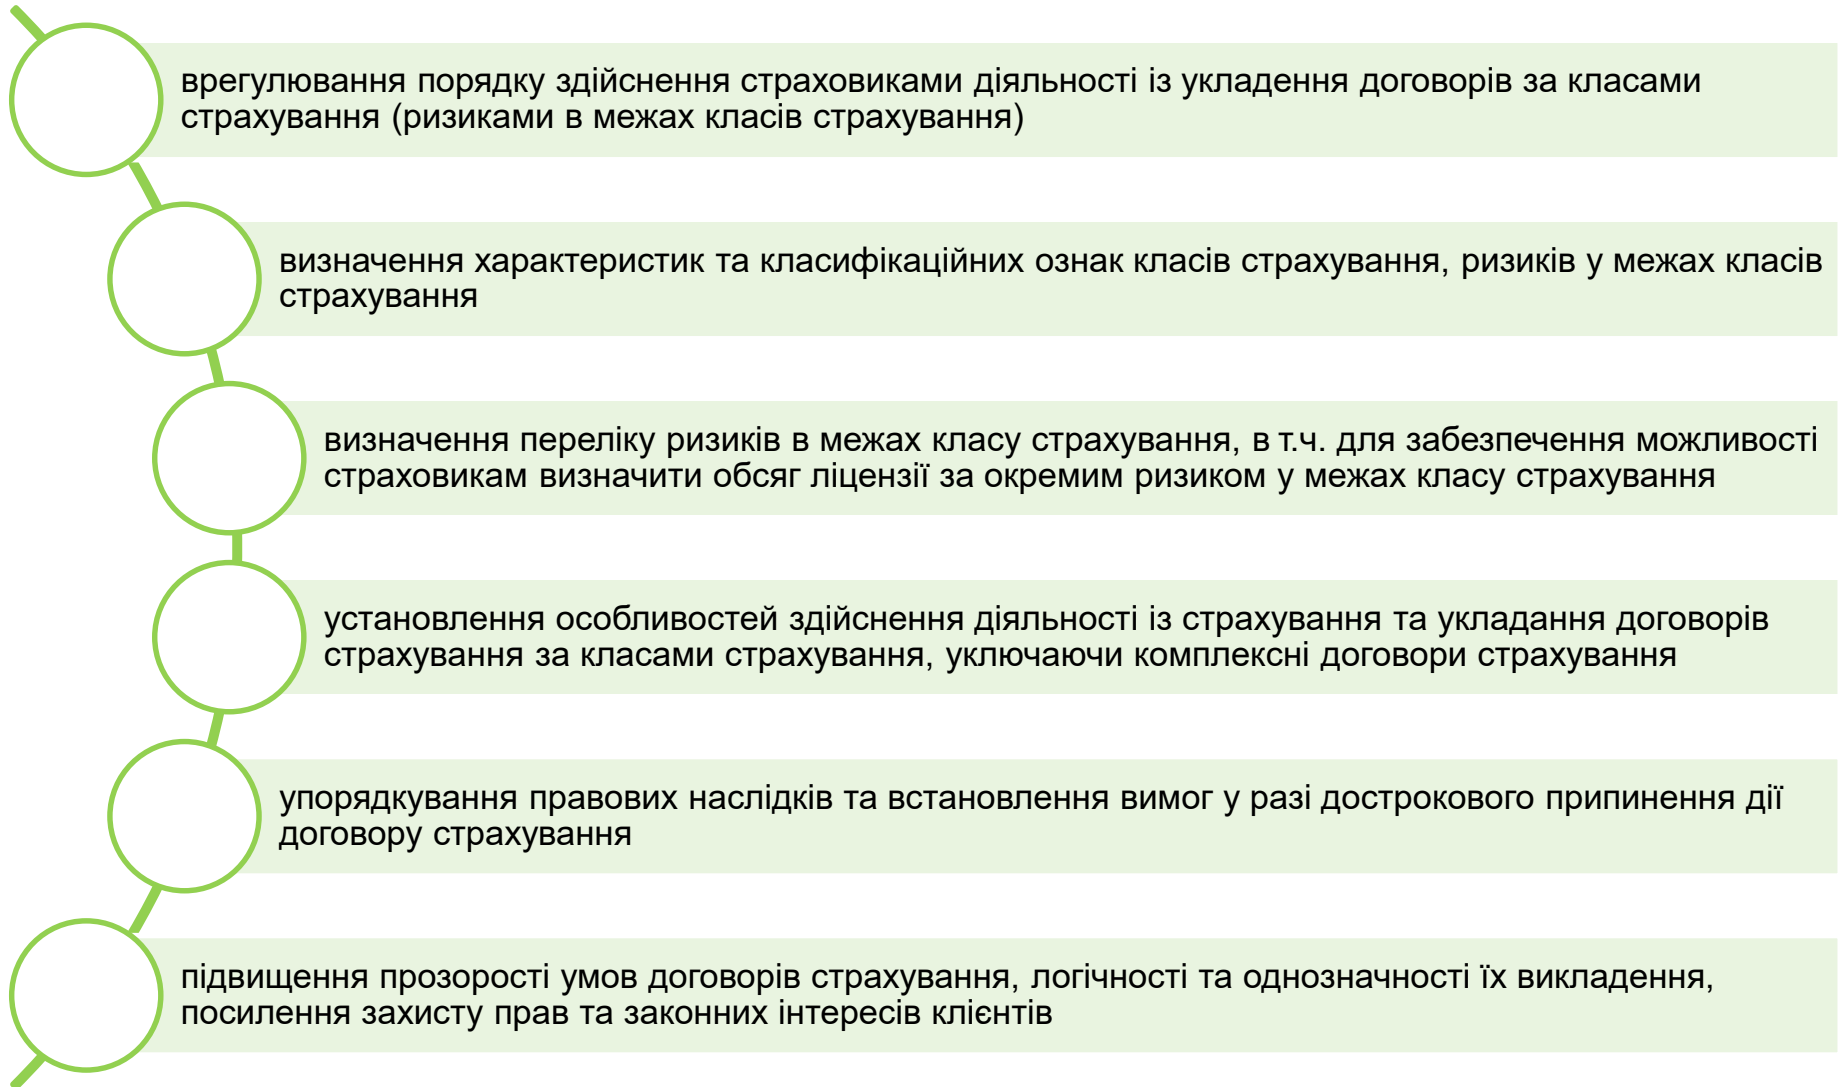 врегулювання порядку здійснення страховиками діяльності із укладення договорів за класами
страхування (ризиками в межах класів страхування)
визначення характеристик та класифікаційних ознак класів страхування, ризиків у межах класів
страхування
визначення переліку ризиків в межах класу страхування, в т.ч. для забезпечення можливості
страховикам визначити обсяг ліцензії за окремим ризиком у межах класу страхування
установлення особливостей здійснення діяльності із страхування та укладання договорів
страхування за класами страхування, уключаючи комплексні договори страхування
упорядкування правових наслідків та встановлення вимог у разі дострокового припинення дії
договору страхування
підвищення прозорості умов договорів страхування, логічності та однозначності їх викладення,
посилення захисту прав та законних інтересів клієнтів